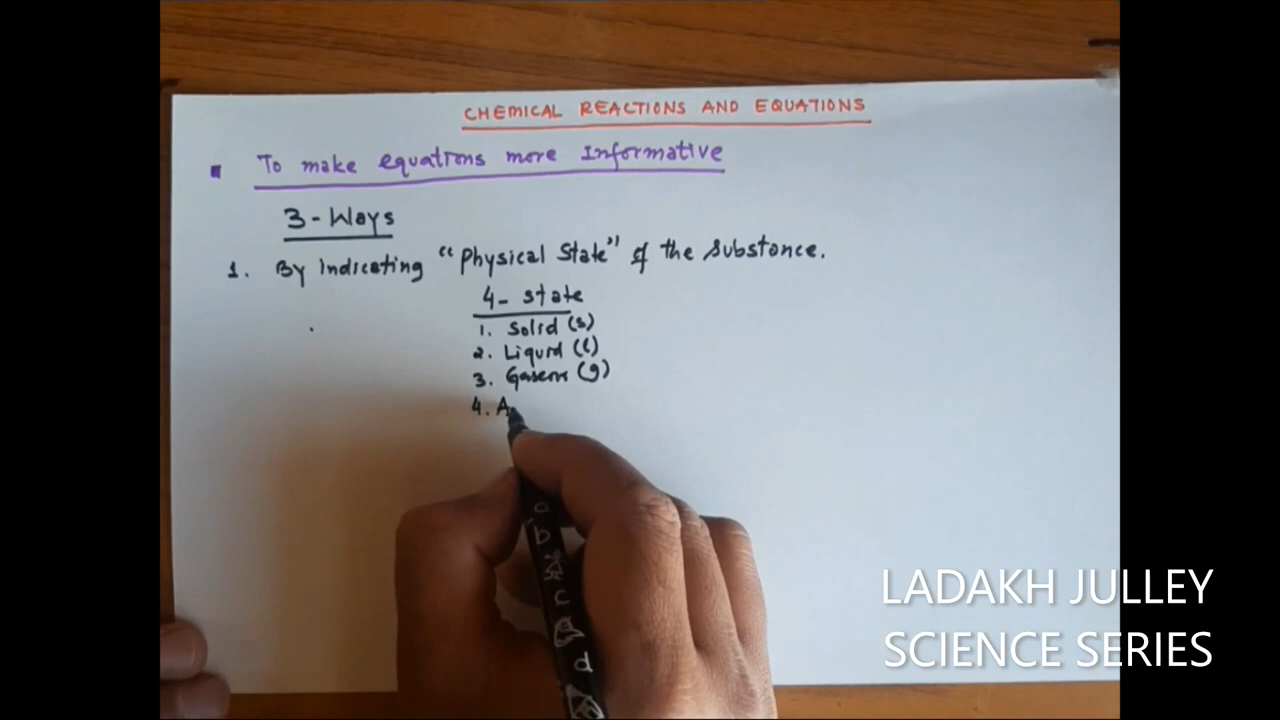 CHEMICAL REACTIONS AND EQUATIONS
▪ To make equations more Informative
3-Ways
1. By Indicating "Physical State" of the substance.
4- state
1. Solid (s)
2. Liquid (l)
3. (g)
4. A
a
b
c
d
LADAKH JULLEY
SCIENCE SERIES